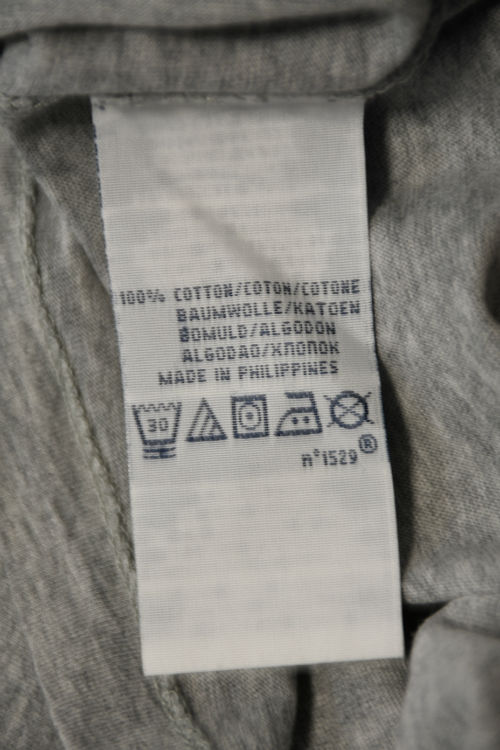 100% COTTON/COTON/COTONE
BAUMWOLLE/KATOEN
BOMULD/ALGODON
ALGODAO/ХЛОПОК
MADE IN PHILIPPINES
30
n°1529®